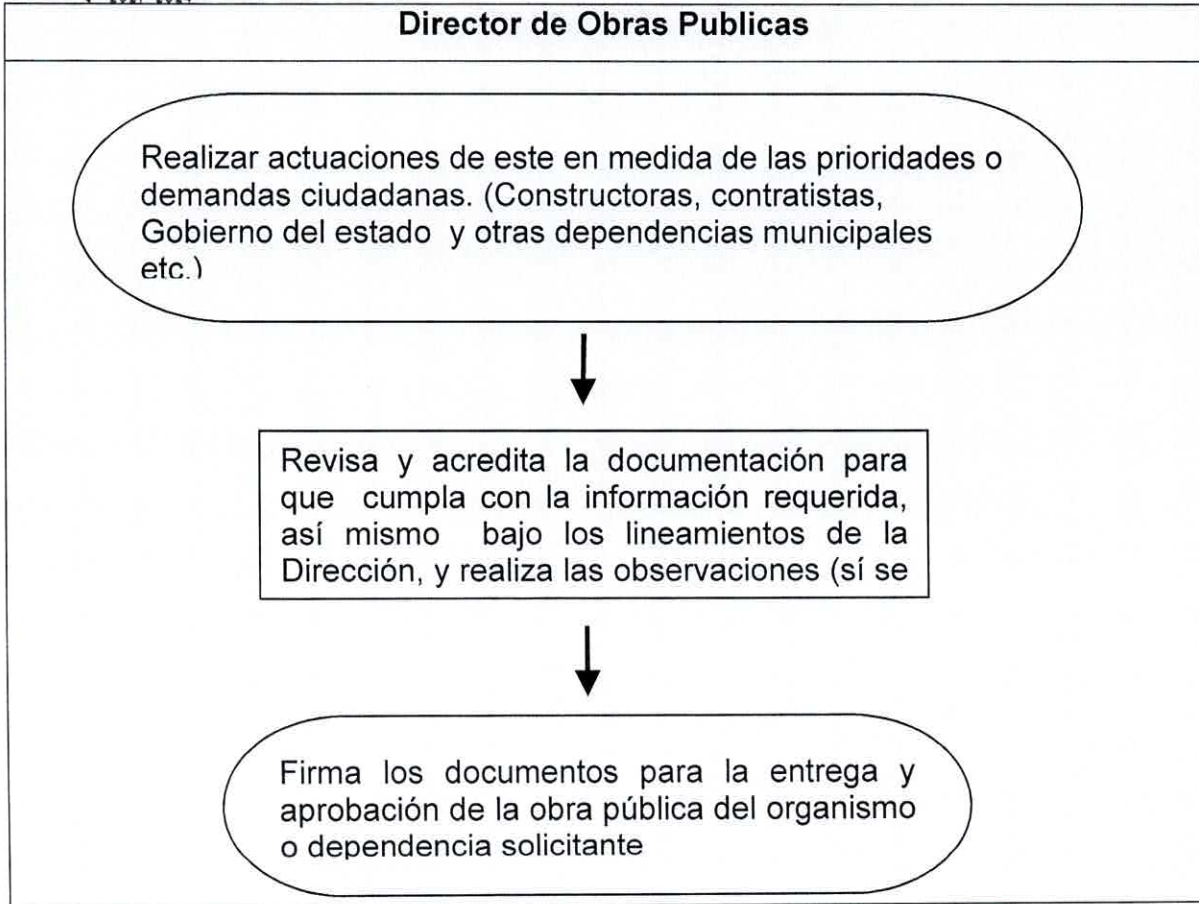 Director de Obras Publicas
Realizar actuaciones de este en medida de las prioridades o
demandas ciudadanas. (Constructoras, contratistas,
Gobierno del estado y otras dependencias municipales
etc.)
Revisa y acredita la documentación para
que cumpla con la información requerida,
así mismo bajo los lineamientos de la
Dirección, y realiza las observaciones (sí se
Firma los documentos para la entrega y
aprobación de la obra pública del organismo
o dependencia solicitante